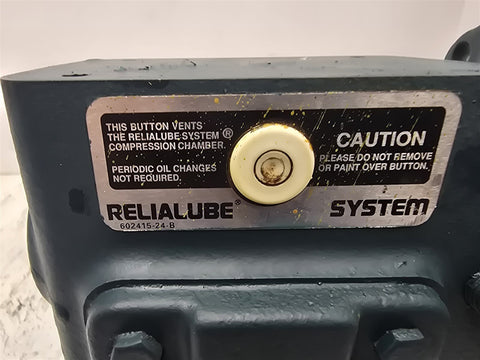 THIS BUTTON VENTS
THE RELIALUBE SYSTEM ®
COMPRESSION CHAMBER.
PERIODIC OIL CHANGES
NOT REQUIRED.
CAUTION
PLEASE DO NOT REMOVE
OR PAINT OVER BUTTON.
RELIALUBE® SYSTEM
602415-24-B